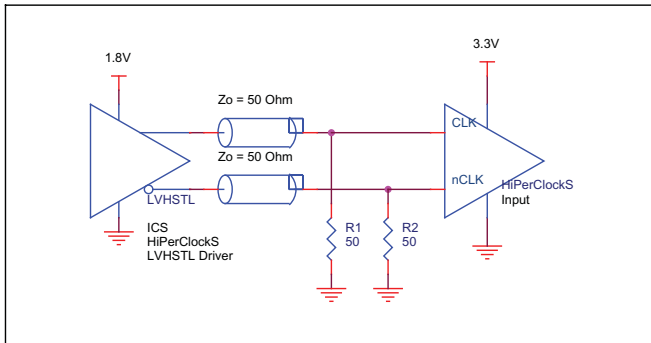 1.8V
3.3V
Zo = 50 Ohm
CLK
Zo = 50 Ohm
nCLK
HiPerClockS
Input
LVHSTL
ICS
HiPerClockS
LVHSTL Driver
R1
50
R2
50